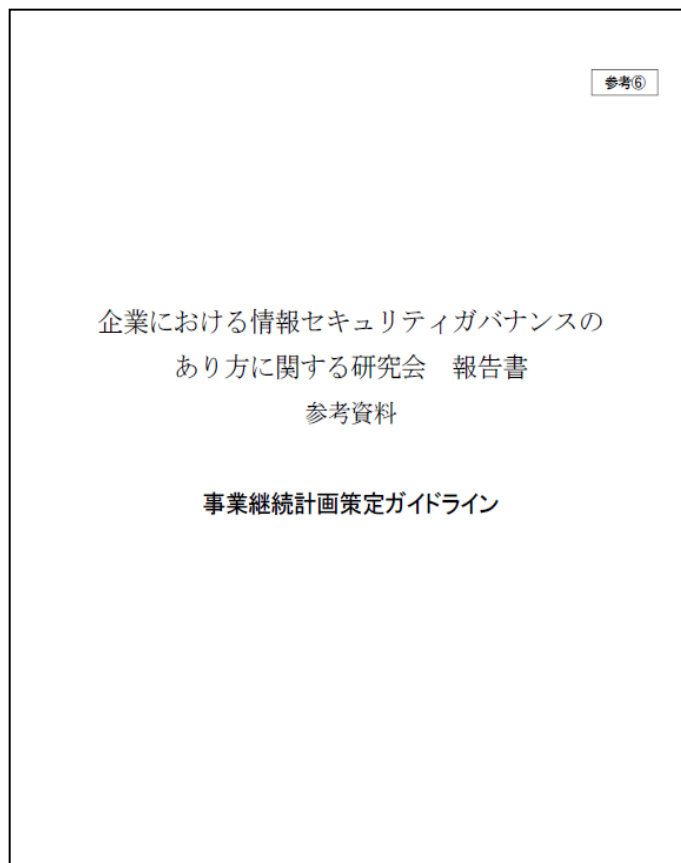 参考⑥
企業における情報セキュリティガバナンスの
あり方に関する研究会　報告書
参考資料
事業継続計画策定ガイドライン